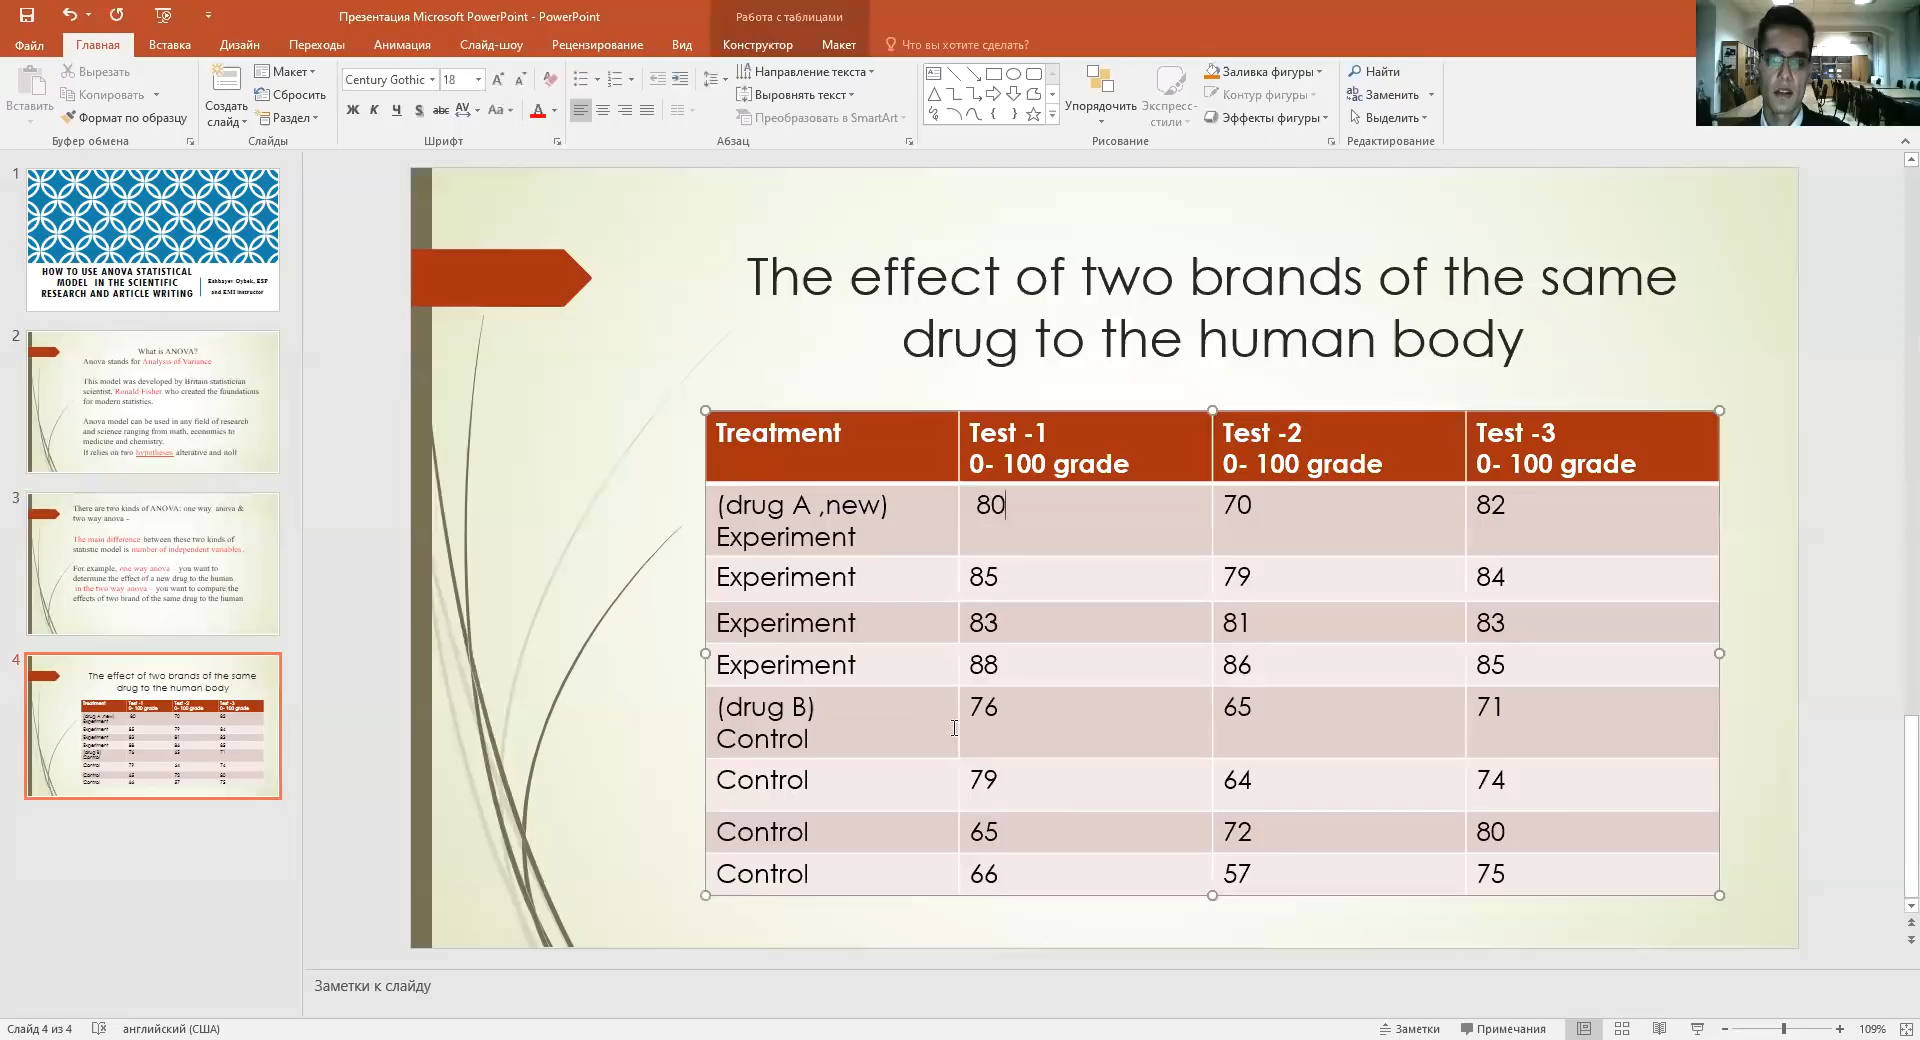 Презентация Microsoft PowerPoint - PowerPoint
Работа с таблицами
Файл
Главная
Вставка
Дизайн
Переходы
Анимация
Слайд-шоу
Рецензирование
Вид
Конструктор
Макет
Что вы хотите сделать?
Вставить
Вырезать
Копировать
Формат по образцу
Буфер обмена
Создать слайд
Макет
Сбросить
Раздел
Слайды
Century Gothic
18
Ж К Ч S abc AV Aa A
Шрифт
Направление текста
Выровнять текст
Преобразовать в SmartArt
Абзац
Упорядочить
Экспресс-стили
Заливка фигуры
Контур фигуры
Эффекты фигуры
Рисование
Найти
Заменить
Выделить
Редактирование
1
HOW TO USE ANOVA STATISTICAL
MODEL IN THE SCIENTIFIC
RESEARCH AND ARTICLE WRITING
Eshbayev Oybek, ESP
and EMI instructor
2
What is ANOVA?
Anova stands for Analysis of Variance
This model was developed by Britain statistician
scientist, Ronald Fisher who created the foundations
for modern statistics.
Anova model can be used in any field of research
and science ranging from math, economics to
medicine and chemistry.
It relies on two hypotheses alterative and null
3
There are two kinds of ANOVA: one way anova &
two way anova -
The main difference between these two kinds of
statistic model is number of independent variables.
For example, one way anova – you want to
determine the effect of a new drug to the human
in the two way anova – you want to compare the
effects of two brand of the same drug to the human
4
The effect of two brands of the same
drug to the human body
The effect of two brands of the same
drug to the human body
Treatment
Test -1
0- 100 grade
Test -2
0- 100 grade
Test -3
0- 100 grade
(drug A ,new)
Experiment
80
70
82
Experiment 85 79 84
Experiment 83 81 83
Experiment 88 86 85
(drug B)
Control
76
65
71
Control 79 64 74
Control 65 72 80
Control 66 57 75
Заметки к слайду
Слайд 4 из 4
английский (США)
Заметки
Примечания
109%